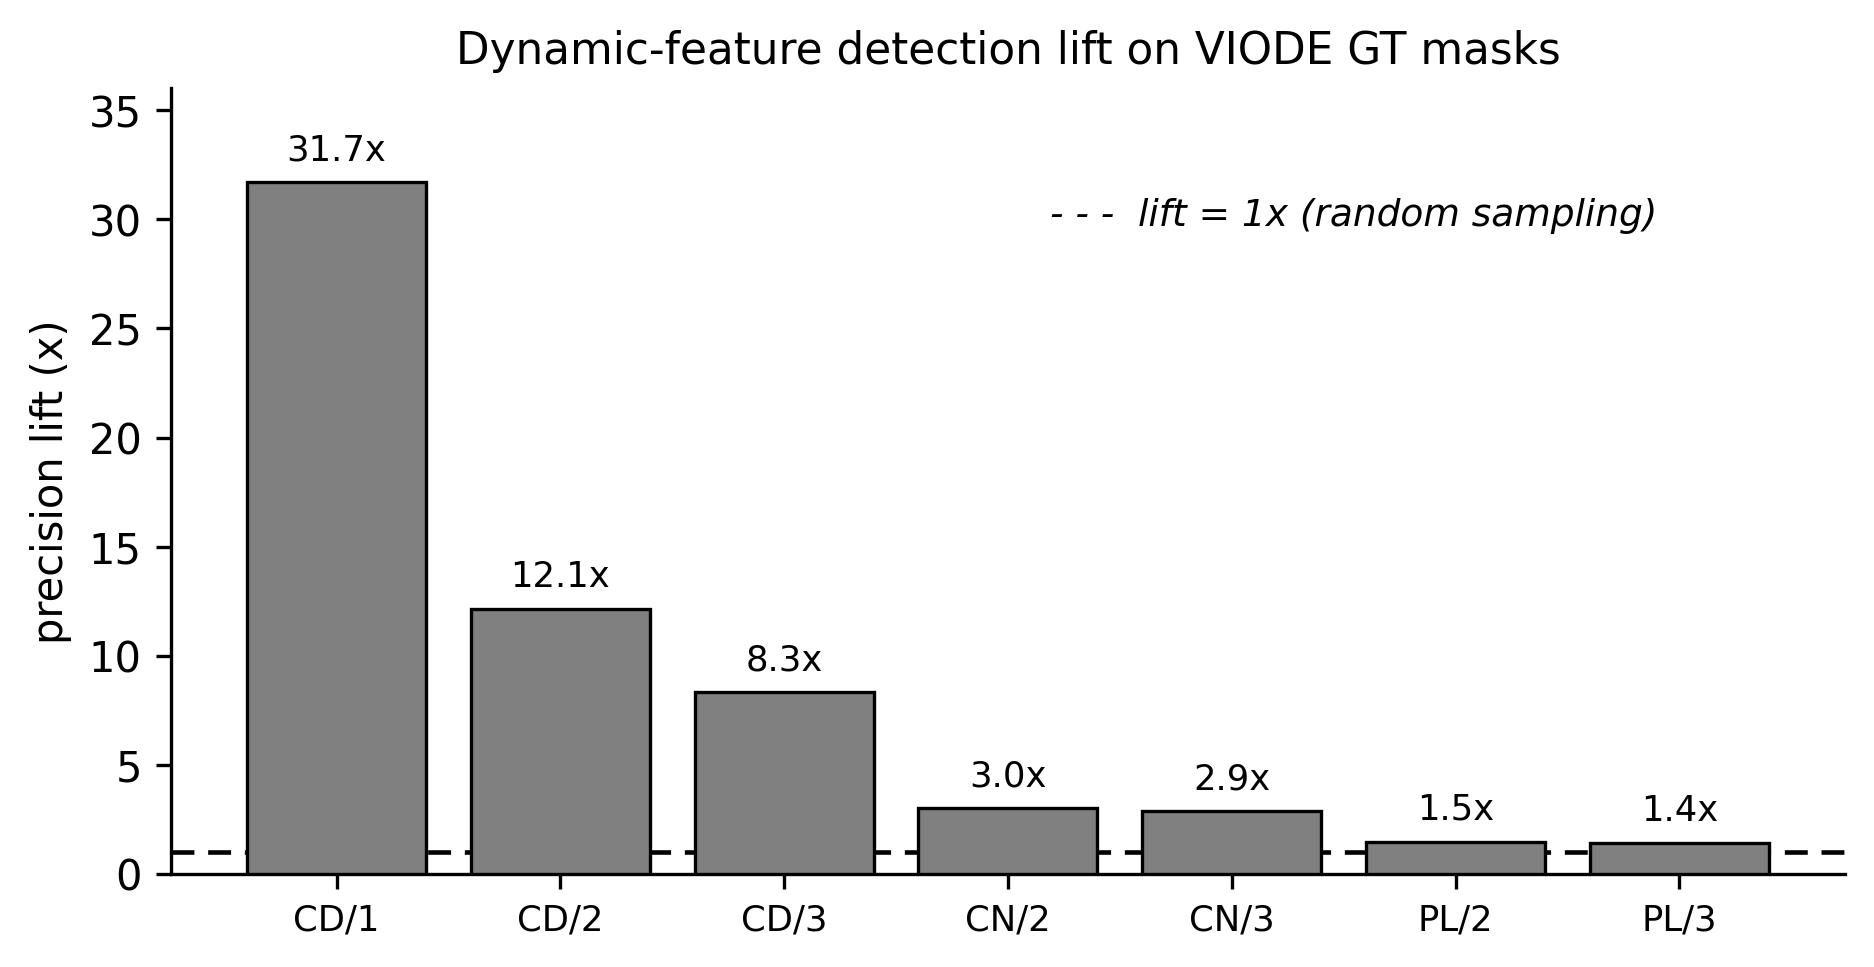 Dynamic-feature detection lift on VIODE GT masks
precision lift (x)
35
30
25
20
15
10
5
0
31.7x
12.1x
8.3x
3.0x
2.9x
1.5x
1.4x
- - - lift = 1x (random sampling)
CD/1
CD/2
CD/3
CN/2
CN/3
PL/2
PL/3